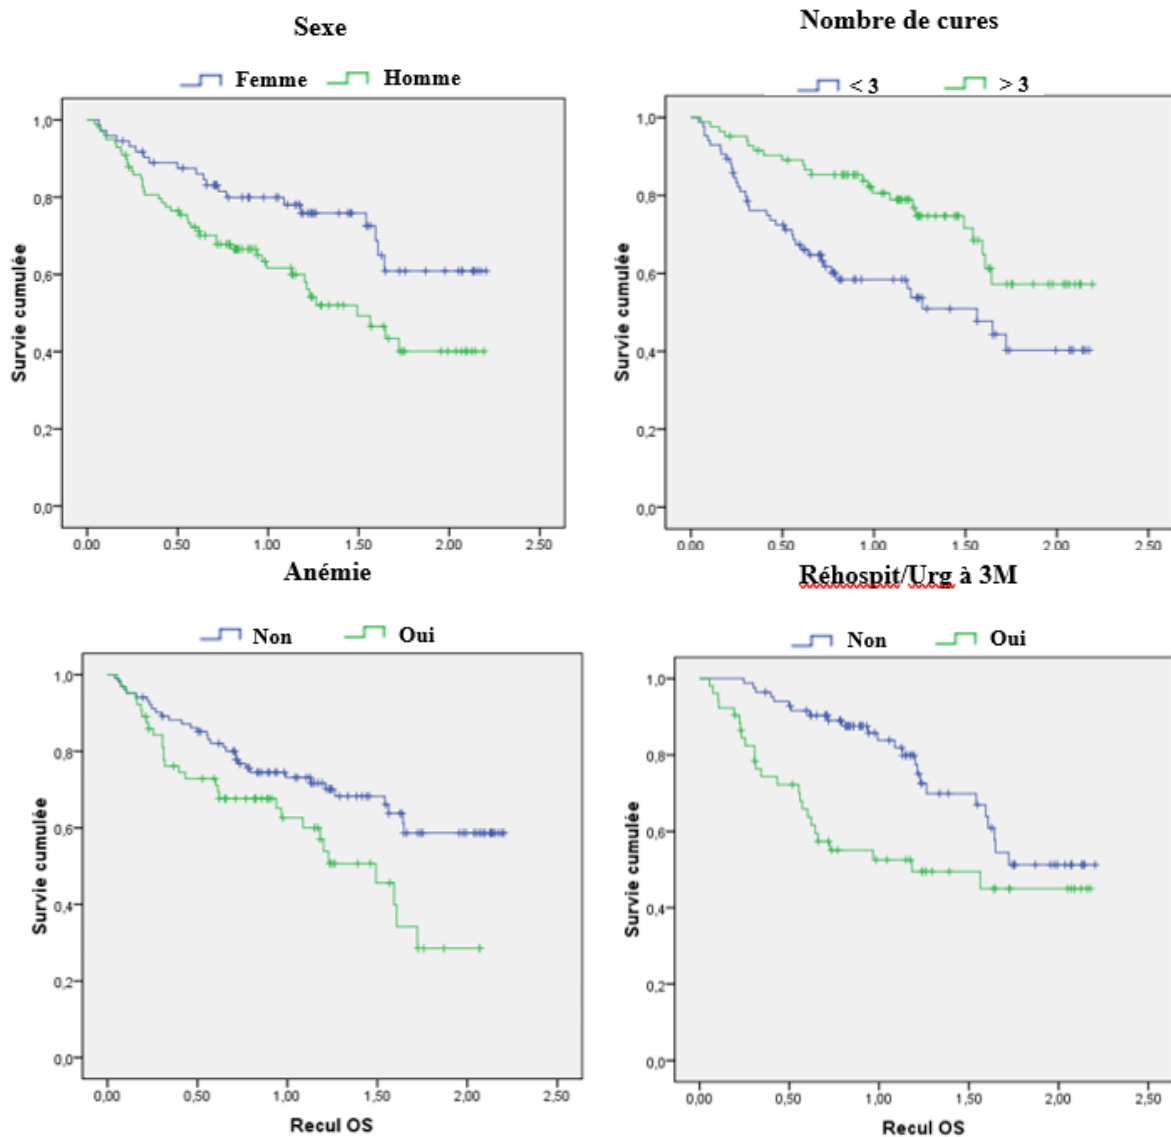 Sexe
Femme Homme
1,0
0,8
0,6
0,4
0,2
0,0
Survie cumulée
0.00 0.50 1.00 1.50 2.00 2.50
Nombre de cures
< 3 > 3
1,0
0,8
0,6
0,4
0,2
0,0
Survie cumulée
0.00 0.50 1.00 1.50 2.00 2.50
Anémie
Non Oui
1,0
0,8
0,6
0,4
0,2
0,0
Survie cumulée
0,00 0,50 1,00 1,50 2,00 2,50
Recul OS
Réhospit/Urg à 3M
Non Oui
1,0
0,8
0,6
0,4
0,2
0,0
Survie cumulée
0,00 0,50 1,00 1,50 2,00 2,50
Recul OS